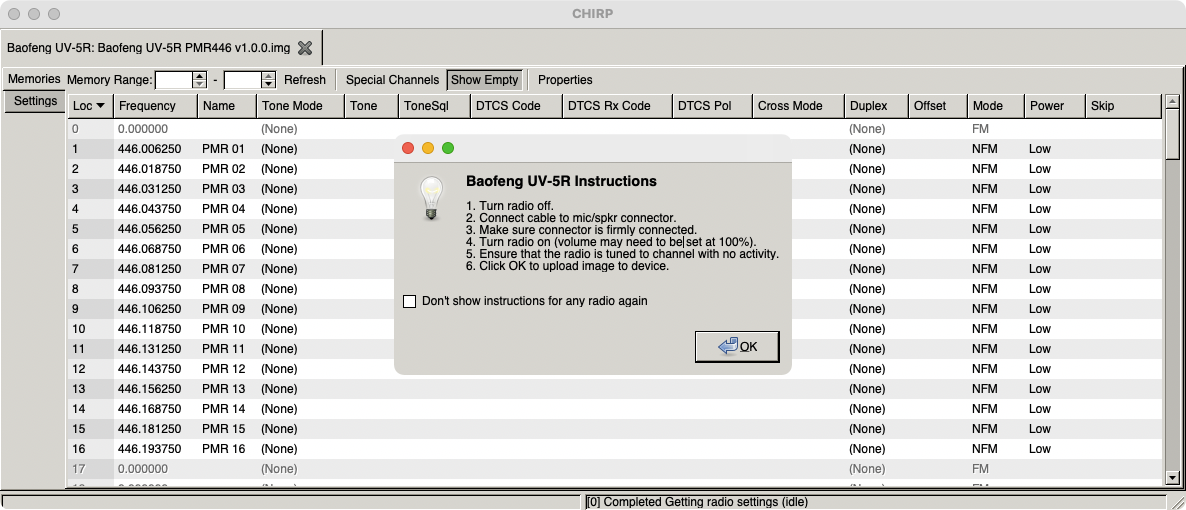 CHIRP
Baofeng UV-5R: Baofeng UV-5R PMR446 v1.0.0.img
Memories Memory Range: - Refresh Special Channels Show Empty Properties
Settings
Loc Frequency Name Tone Mode Tone ToneSql DTCS Code DTCS Rx Code DTCS Pol Cross Mode Duplex Offset Mode Power Skip
0 0.000000 (None) (None) FM
1 446.006250 PMR 01 (None) (None) NFM Low
2 446.018750 PMR 02 (None) (None) NFM Low
3 446.031250 PMR 03 (None) (None) NFM Low
4 446.043750 PMR 04 (None) (None) NFM Low
5 446.056250 PMR 05 (None) (None) NFM Low
6 446.068750 PMR 06 (None) (None) NFM Low
7 446.081250 PMR 07 (None) (None) NFM Low
8 446.093750 PMR 08 (None) (None) NFM Low
9 446.106250 PMR 09 (None) (None) NFM Low
10 446.118750 PMR 10 (None) (None) NFM Low
11 446.131250 PMR 11 (None) (None) NFM Low
12 446.143750 PMR 12 (None) (None) NFM Low
13 446.156250 PMR 13 (None) (None) NFM Low
14 446.168750 PMR 14 (None) (None) NFM Low
15 446.181250 PMR 15 (None) (None) NFM Low
16 446.193750 PMR 16 (None) (None) NFM Low
17 0.000000 (None) (None) FM
Baofeng UV-5R Instructions
1. Turn radio off.
2. Connect cable to mic/spkr connector.
3. Make sure connector is firmly connected.
4. Turn radio on (volume may need to be set at 100%).
5. Ensure that the radio is tuned to channel with no activity.
6. Click OK to upload image to device.
Don't show instructions for any radio again
OK
[0] Completed Getting radio settings (idle)